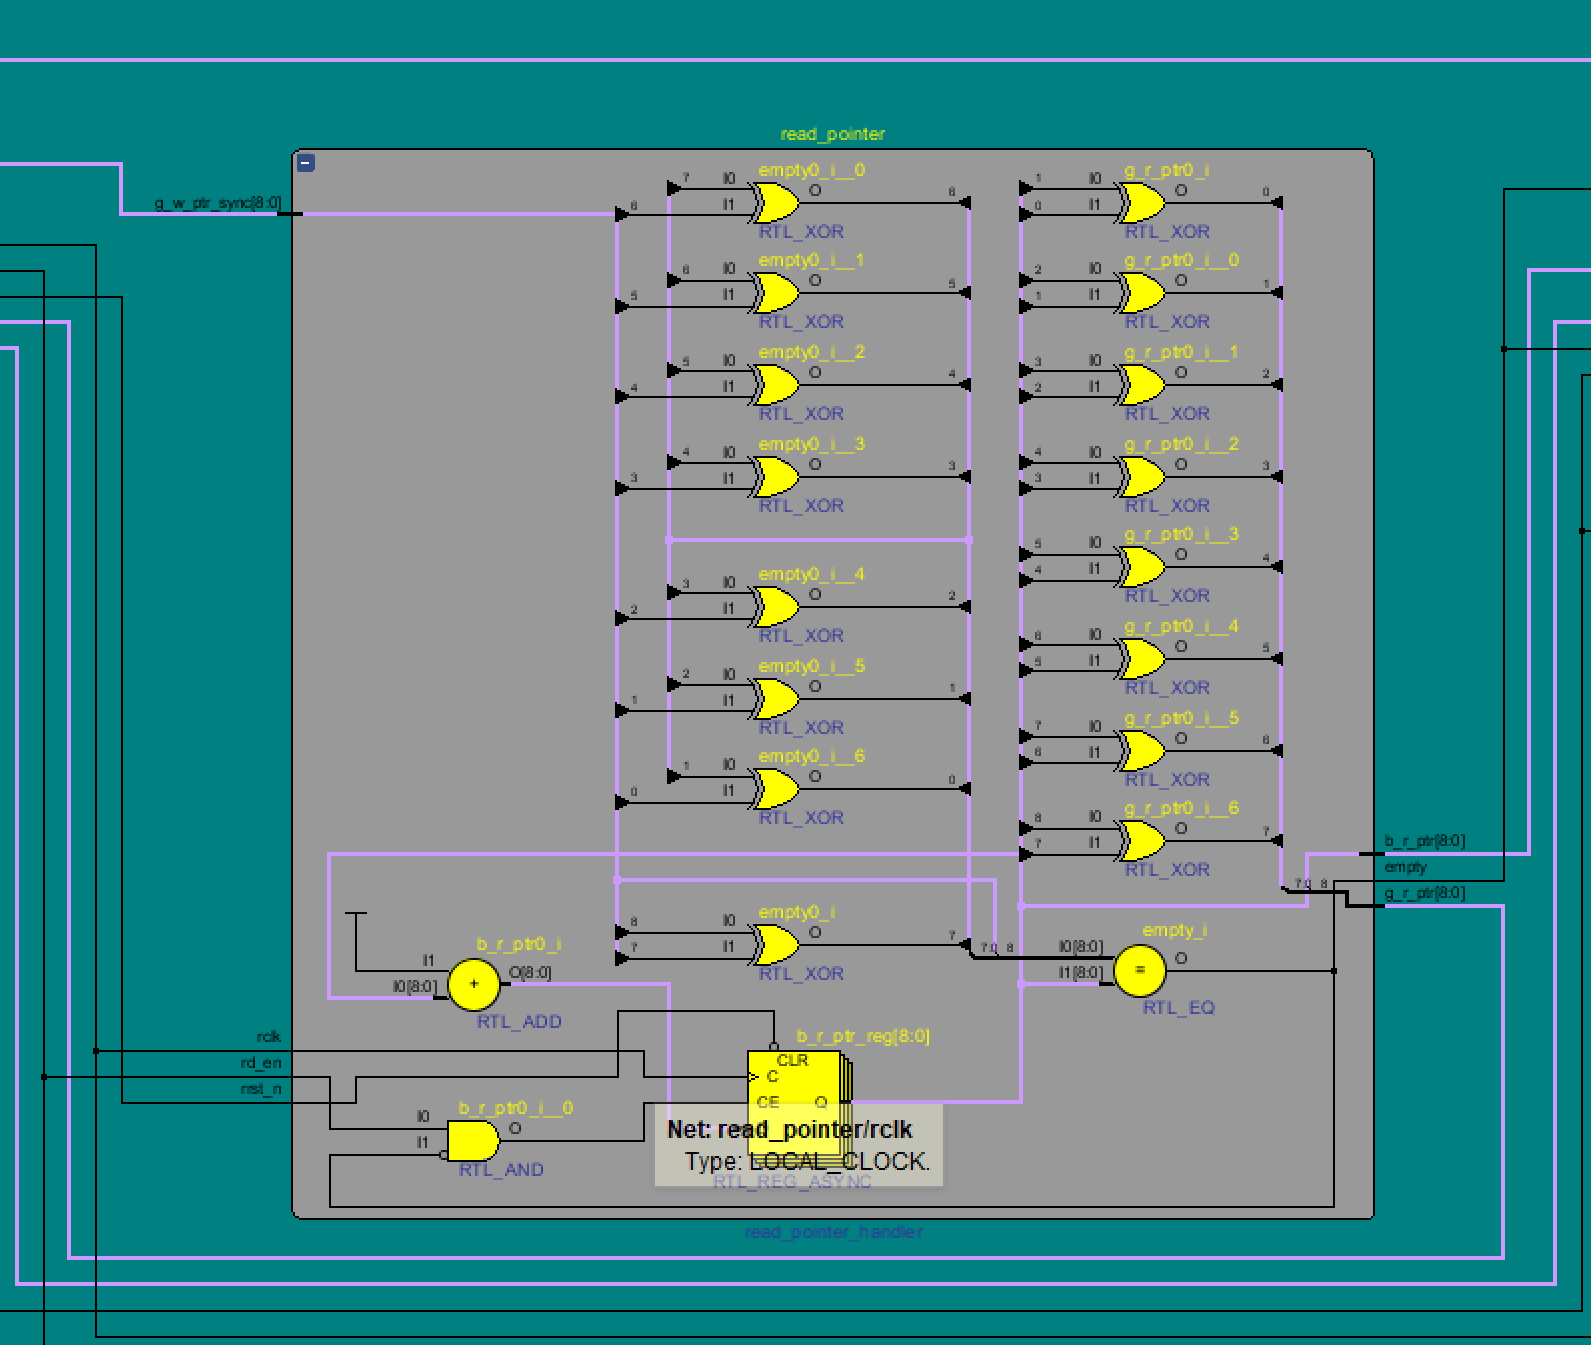 read_pointer
g_w_ptr_sync[8:0]
empty0_i__0
7 I0 O 6
6 I1
RTL_XOR
empty0_i__1
6 I0 O 5
5 I1
RTL_XOR
empty0_i__2
5 I0 O 4
4 I1
RTL_XOR
empty0_i__3
4 I0 O 3
3 I1
RTL_XOR
empty0_i__4
3 I0 O 2
2 I1
RTL_XOR
empty0_i__5
2 I0 O 1
1 I1
RTL_XOR
empty0_i__6
1 I0 O 0
0 I1
RTL_XOR
empty0_i
8 I0 O 7
7 I1
RTL_XOR
g_r_ptr0_i
1 I0 O 0
0 I1
RTL_XOR
g_r_ptr0_i__0
2 I0 O 1
1 I1
RTL_XOR
g_r_ptr0_i__1
3 I0 O 2
2 I1
RTL_XOR
g_r_ptr0_i__2
4 I0 O 3
3 I1
RTL_XOR
g_r_ptr0_i__3
5 I0 O 4
4 I1
RTL_XOR
g_r_ptr0_i__4
6 I0 O 5
5 I1
RTL_XOR
g_r_ptr0_i__5
7 I0 O 6
6 I1
RTL_XOR
g_r_ptr0_i__6
8 I0 O 7
7 I1
RTL_XOR
b_r_ptr[8:0]
empty
7:0 8 g_r_ptr[8:0]
empty_i
7:0 8 I0[8:0] O
I1[8:0]
=
RTL_EQ
b_r_ptr0_i
I1 O[8:0]
I0[8:0] +
RTL_ADD
rclk
rd_en
rrst_n
b_r_ptr_reg[8:0]
CLR
C
CE Q
b_r_ptr0_i__0
I0 O
I1
RTL_AND
Net: read_pointer/rclk
Type: LOCAL_CLOCK.
RTL_REG_ASYNC
read_pointer_handler